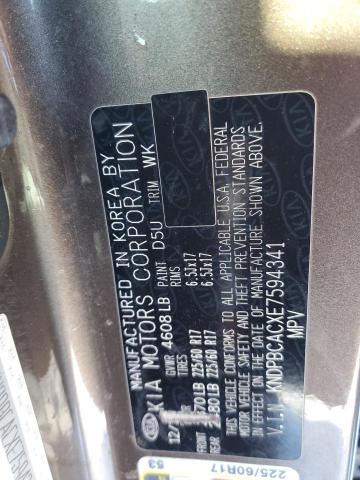 MANUFACTURED IN KOREA BY
KIA MOTORS CORPORATION
GVWR 4608 LB PAINT D5U TRIM WK
TIRES RIMS
225/60 R17 6.5Jx17
225/60 R17 6.5Jx17
THIS VEHICLE CONFORMS TO ALL APPLICABLE U.S.A. FEDERAL
MOTOR VEHICLE SAFETY AND THEFT PREVENTION STANDARDS
IN EFFECT ON THE DATE OF MANUFACTURE SHOWN ABOVE.
V.I.N. KNDPBCACXE7594341
MPV
225/60R17
53